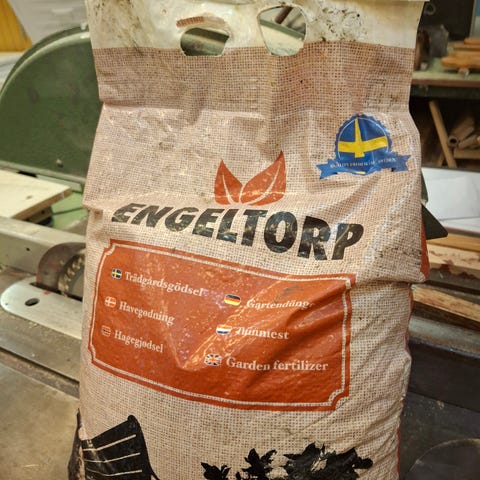 QUALITY FROM SWEDEN
ENGELTORP
Trädgårdsgödsel
Havegødning
Hagegjødsel
Gartendünger
Tuinmest
Garden fertilizer